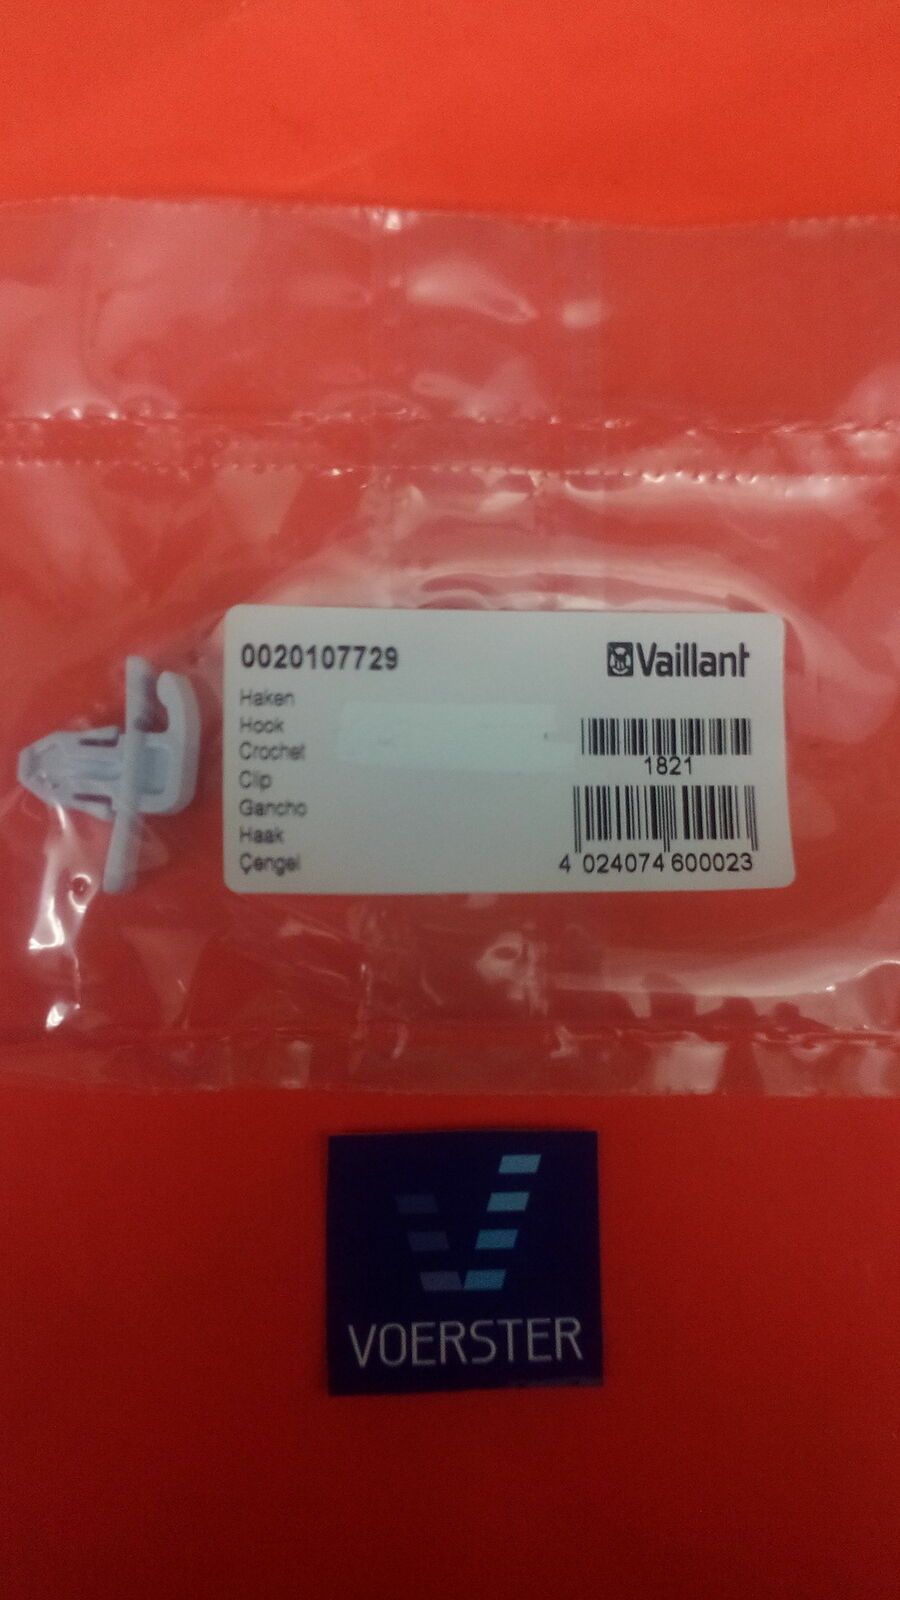 0020107729
Vaillant
Haken
Hook
Crochet
Clip
Gancho
Haak
Çengel
1821
4 024074 600023
VOERSTER